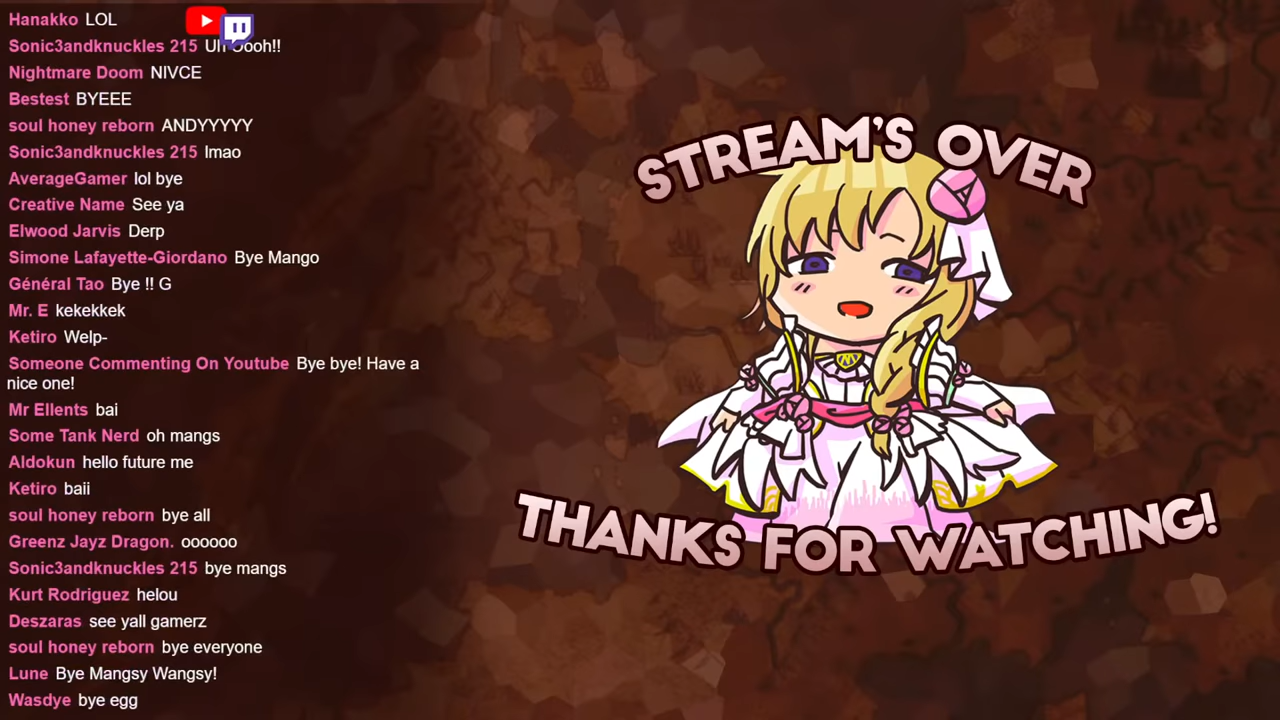 Hanakko LOL
Sonic3andknuckles 215 Uh Oooh!!
Nightmare Doom NIVCE
Bestest BYEEE
soul honey reborn ANDYYYYY
Sonic3andknuckles 215 lmao
AverageGamer lol bye
Creative Name See ya
Elwood Jarvis Derp
Simone Lafayette-Giordano Bye Mango
Général Tao Bye !! G
Mr. E kekekkek
Ketiro Welp-
Someone Commenting On Youtube Bye bye! Have a
nice one!
Mr Ellents bai
Some Tank Nerd oh mangs
Aldokun hello future me
Ketiro baii
soul honey reborn bye all
Greenz Jayz Dragon. oooooo
Sonic3andknuckles 215 bye mangs
Kurt Rodriguez helou
Deszaras see yall gamerz
soul honey reborn bye everyone
Lune Bye Mangsy Wangsy!
Wasdye bye egg
STREAM'S OVER
THANKS FOR WATCHING!